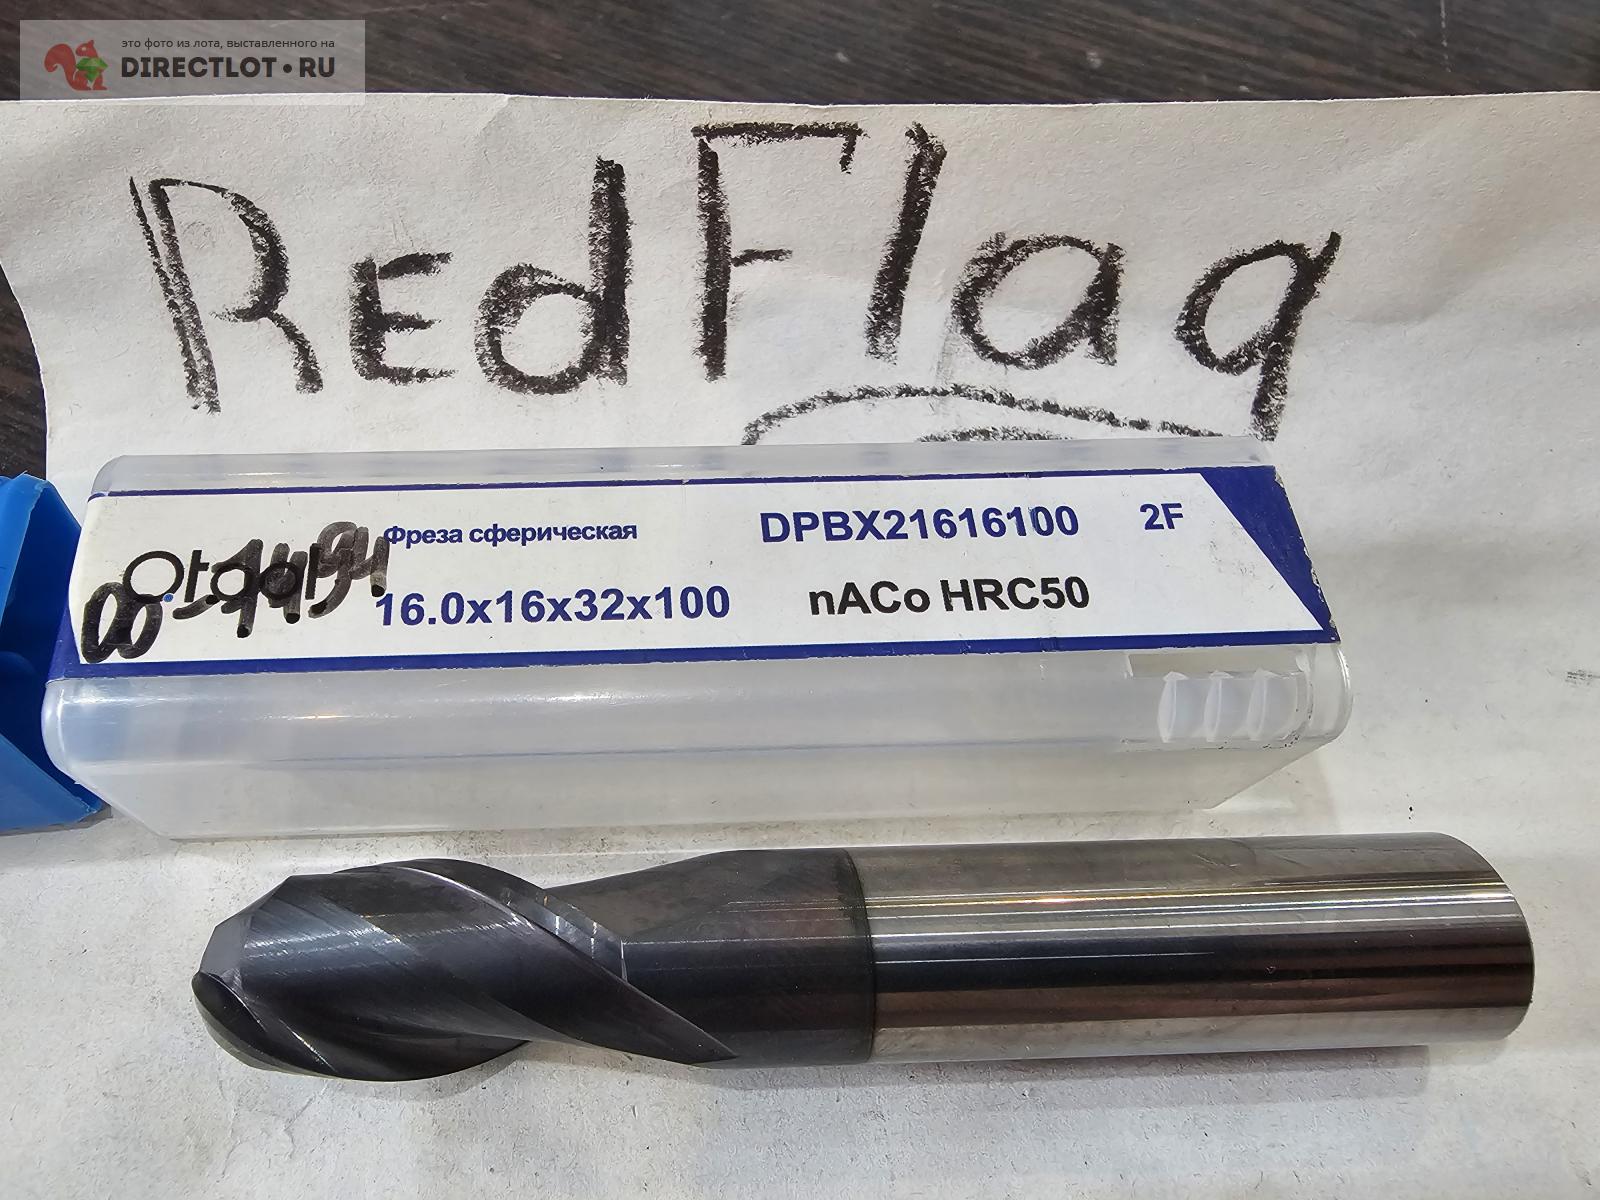 это фото из лота, выставленного на
DIRECTLOT•RU
RedFlag
Фреза сферическая
DPBX21616100
2F
16.0x16x32x100
nACo HRC50